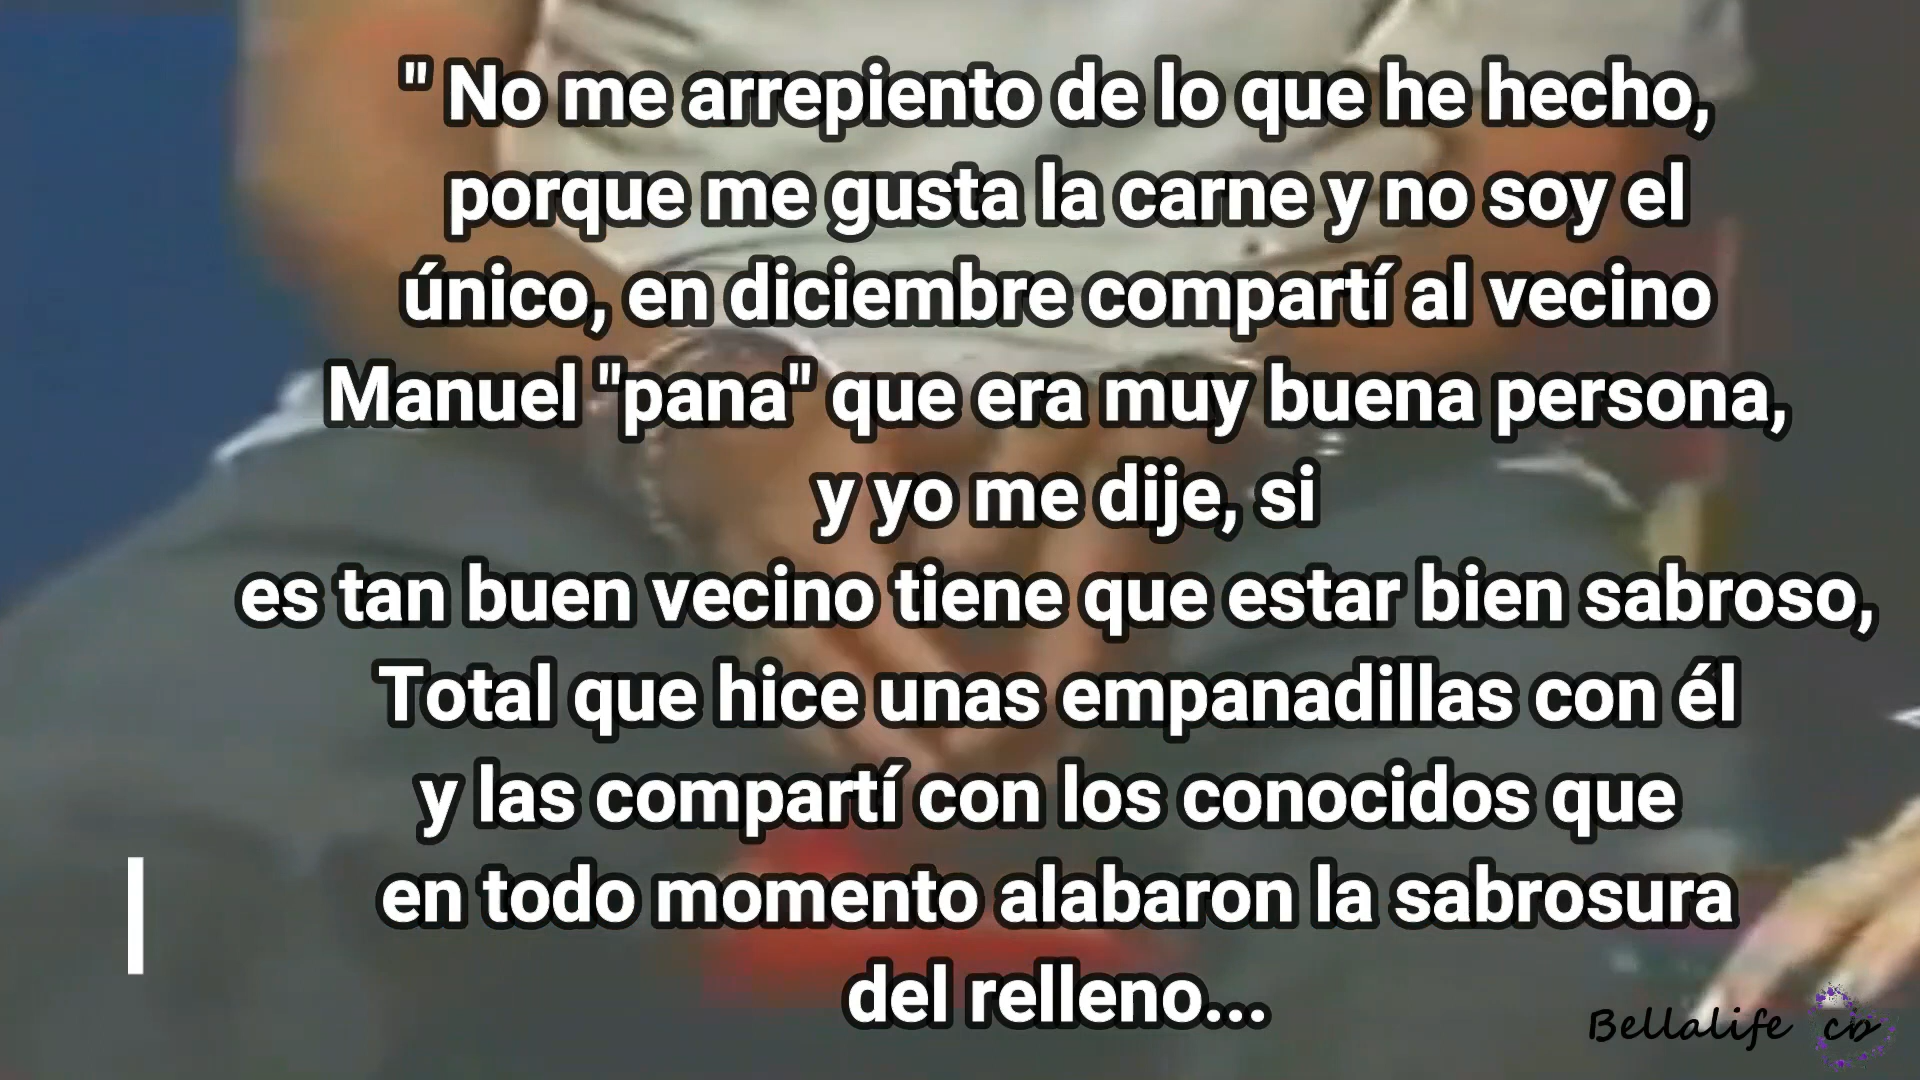 " No me arrepiento de lo que he hecho,
porque me gusta la carne y no soy el
único, en diciembre compartí al vecino
Manuel "pana" que era muy buena persona,
y yo me dije, si
es tan buen vecino tiene que estar bien sabroso,
Total que hice unas empanadillas con él
y las compartí con los conocidos que
en todo momento alabaron la sabrosura
del relleno...
Bellalife cb